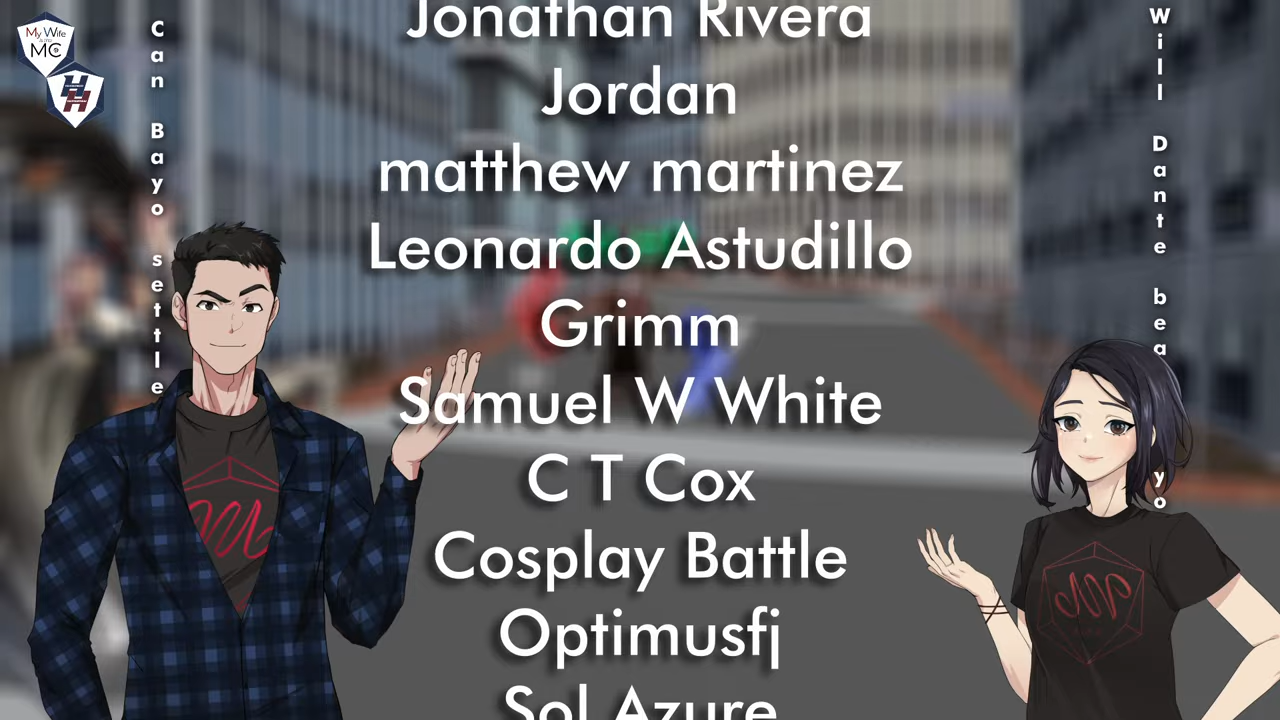 My Wife
MC
H
H
Can Bayo settle
Jonathan Rivera
Jordan
matthew martinez
Leonardo Astudillo
Grimm
Samuel W White
C T Cox
Cosplay Battle
Optimusfj
Sol Azure
Will Dante bea
yo